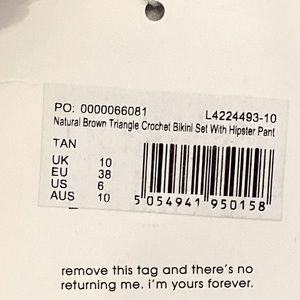 PO: 0000066081 L4224493-10
Natural Brown Triangle Crochet Bikini Set With Hipster Pant
TAN
UK 10
EU 38
US 6
AUS 10
5 054941 950158
remove this tag and there's no
returning me. i'm yours forever.